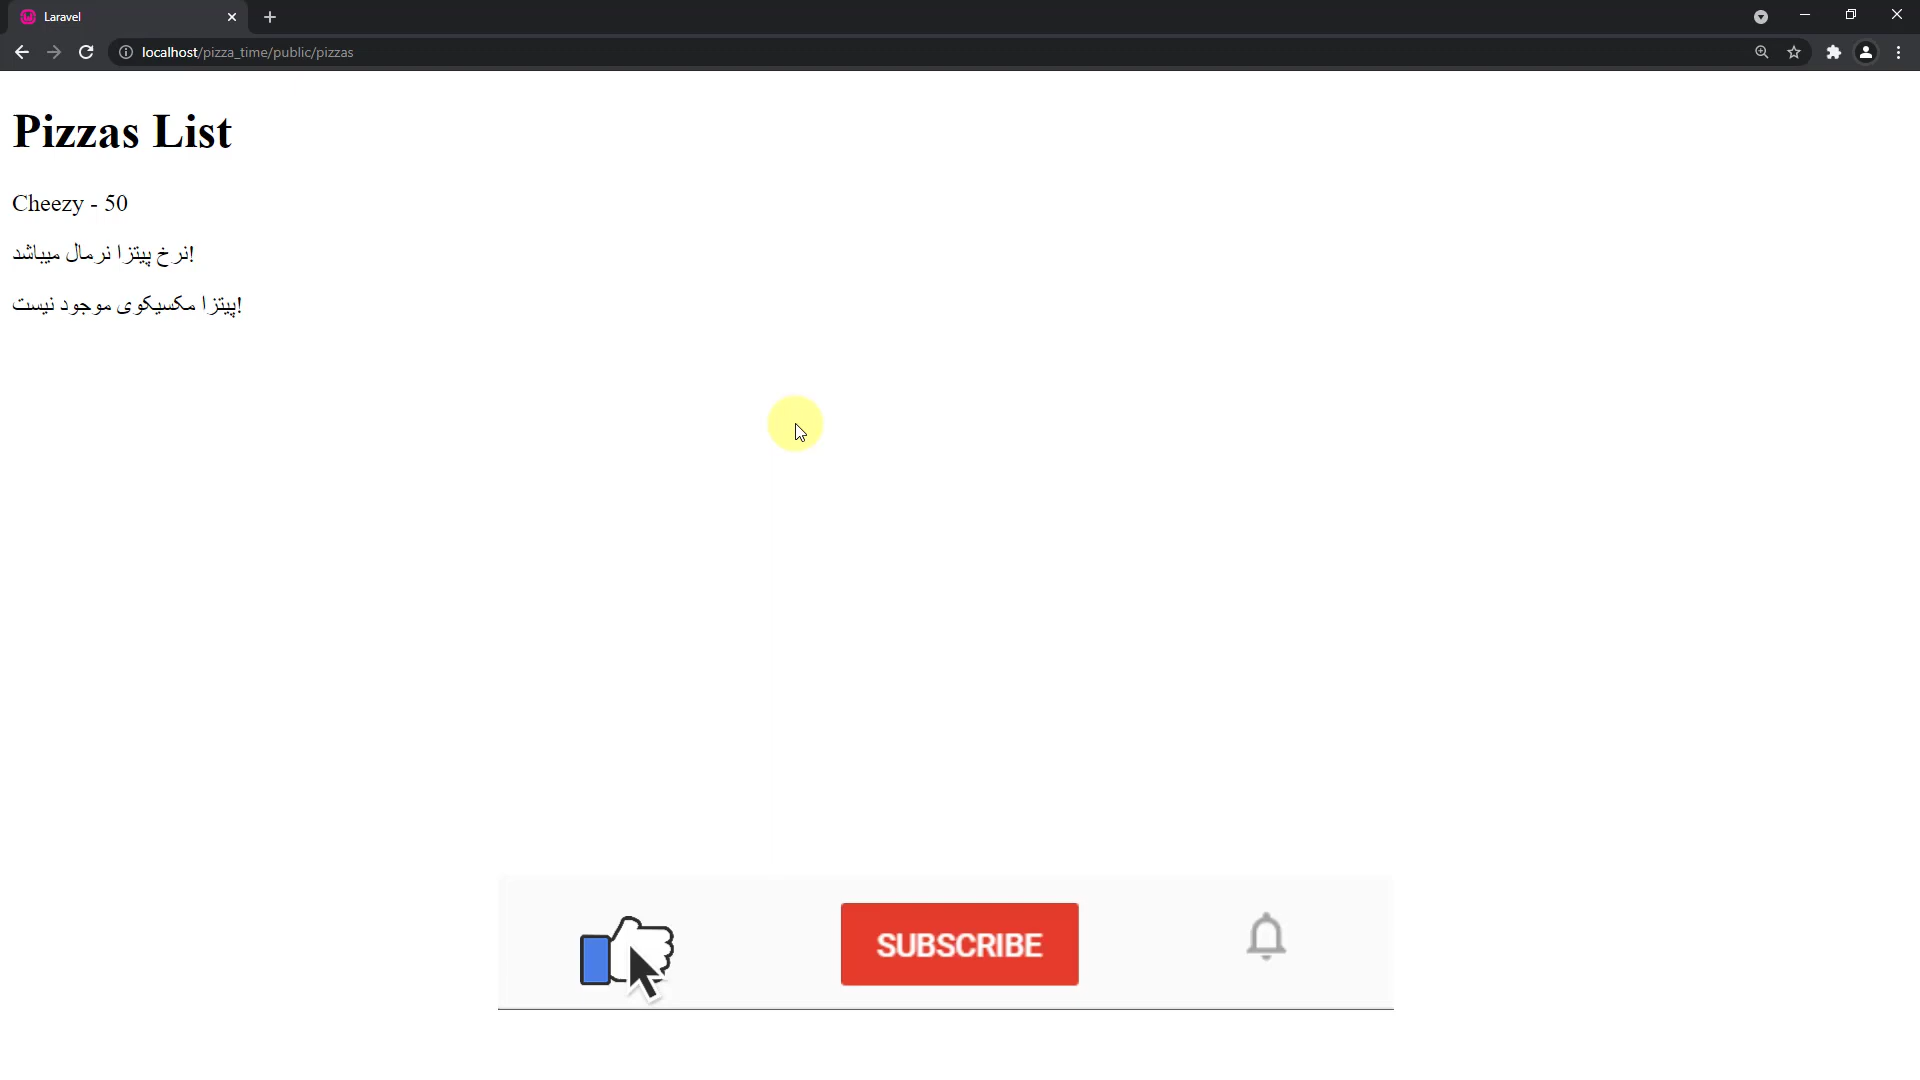 Laravel
localhost/pizza_time/public/pizzas
Pizzas List
Cheezy - 50
نرخ پیتزا نرمال میباشد!
پیتزا مکسیکوی موجود نیست!
SUBSCRIBE